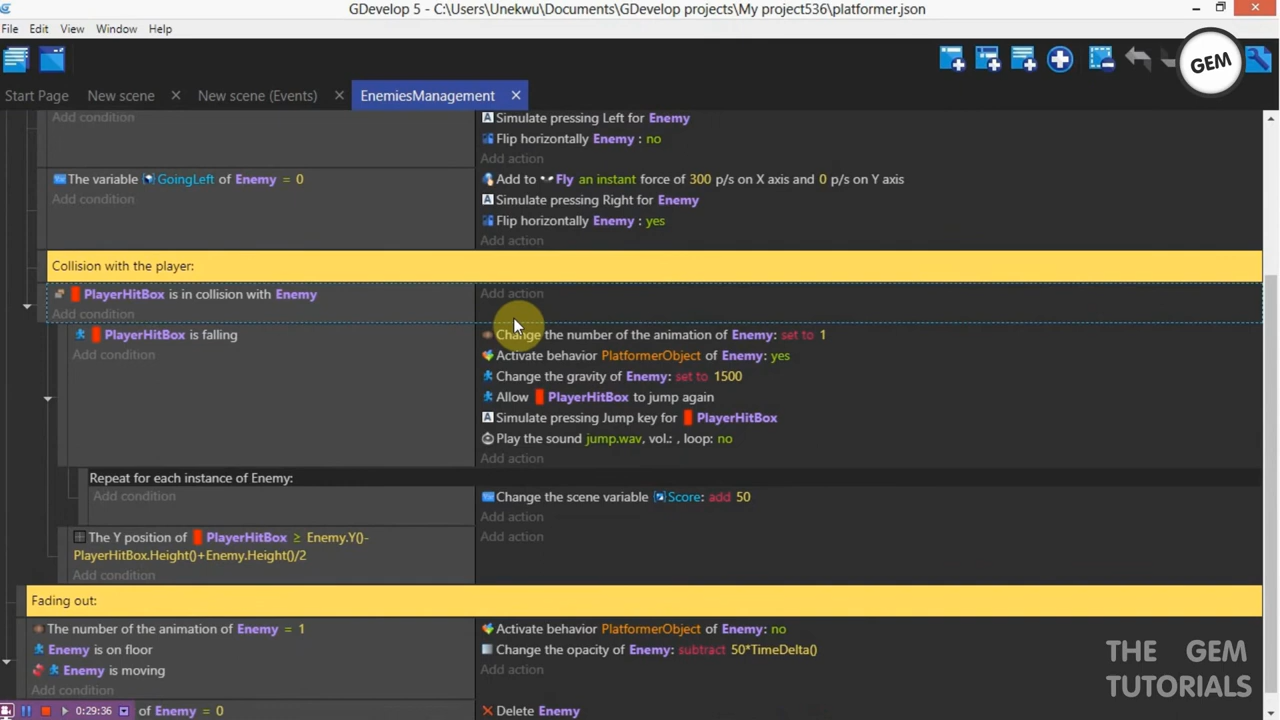 GDevelop 5 - C:\Users\Unekwu\Documents\GDevelop projects\My project536\platformer.json
File Edit View Window Help
GEM
Start Page New scene × New scene (Events) × EnemiesManagement ×
Add condition
Simulate pressing Left for Enemy
Flip horizontally Enemy : no
Add action
The variable GoingLeft of Enemy = 0
Add condition
Add to Fly an instant force of 300 p/s on X axis and 0 p/s on Y axis
Simulate pressing Right for Enemy
Flip horizontally Enemy : yes
Add action
Collision with the player:
PlayerHitBox is in collision with Enemy
Add condition
Add action
PlayerHitBox is falling
Add condition
Change the number of the animation of Enemy: set to 1
Activate behavior PlatformerObject of Enemy: yes
Change the gravity of Enemy: set to 1500
Allow PlayerHitBox to jump again
Simulate pressing Jump key for PlayerHitBox
Play the sound jump.wav, vol.: , loop: no
Add action
Repeat for each instance of Enemy:
Add condition
Change the scene variable Score: add 50
Add action
The Y position of PlayerHitBox ≥ Enemy.Y()-
PlayerHitBox.Height()+Enemy.Height()/2
Add condition
Add action
Fading out:
The number of the animation of Enemy = 1
Enemy is on floor
Enemy is moving
Add condition
Activate behavior PlatformerObject of Enemy: no
Change the opacity of Enemy: subtract 50*TimeDelta()
Add action
THE GEM
TUTORIALS
0:29:36 of Enemy = 0
Delete Enemy